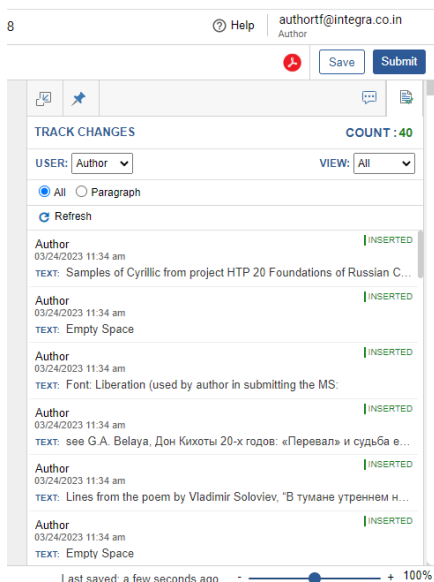 8
Help
authortf@integra.co.in
Author
Save
Submit
TRACK CHANGES
COUNT :40
USER: Author
VIEW: All
All
Paragraph
Refresh
Author
INSERTED
03/24/2023 11:34 am
TEXT: Samples of Cyrillic from project HTP 20 Foundations of Russian C...
Author
INSERTED
03/24/2023 11:34 am
TEXT: Empty Space
Author
INSERTED
03/24/2023 11:34 am
TEXT: Font: Liberation (used by author in submitting the MS:
Author
INSERTED
03/24/2023 11:34 am
TEXT: see G.A. Belaya, Дон Кихоты 20-х годов: «Перевал» и судьба е...
Author
INSERTED
03/24/2023 11:34 am
TEXT: Lines from the poem by Vladimir Soloviev, "В тумане утреннем н...
Author
INSERTED
03/24/2023 11:34 am
TEXT: Empty Space
Last saved: a few seconds ago
- + 100%